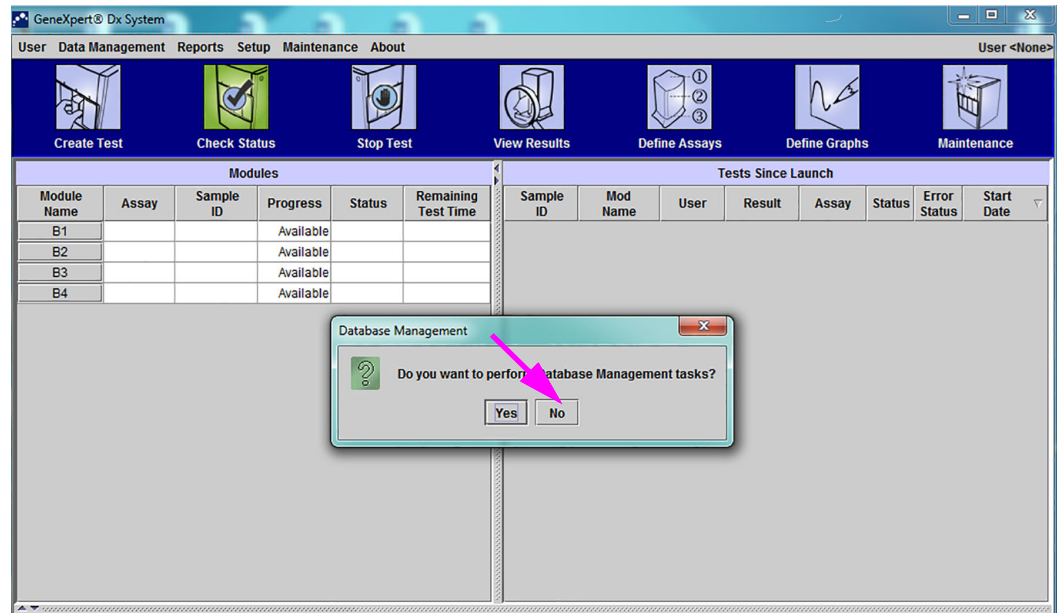 GeneXpert® Dx System
User Data Management Reports Setup Maintenance About User <None>
Create Test Check Status Stop Test View Results Define Assays Define Graphs Maintenance
① ② ③
Modules
Module Name Assay Sample ID Progress Status Remaining Test Time
B1 Available
B2 Available
B3 Available
B4 Available
Tests Since Launch
Sample ID Mod Name User Result Assay Status Error Status Start Date
Database Management
Do you want to perform Database Management tasks?
Yes No